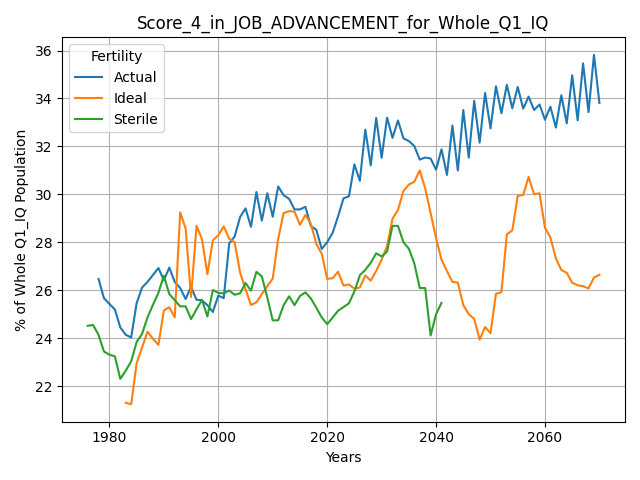 Score_4_in_JOB_ADVANCEMENT_for_Whole_Q1_IQ
Fertility
Actual
Ideal
Sterile
% of Whole Q1_IQ Population
36
34
32
30
28
26
24
22
1980 2000 2020 2040 2060
Years